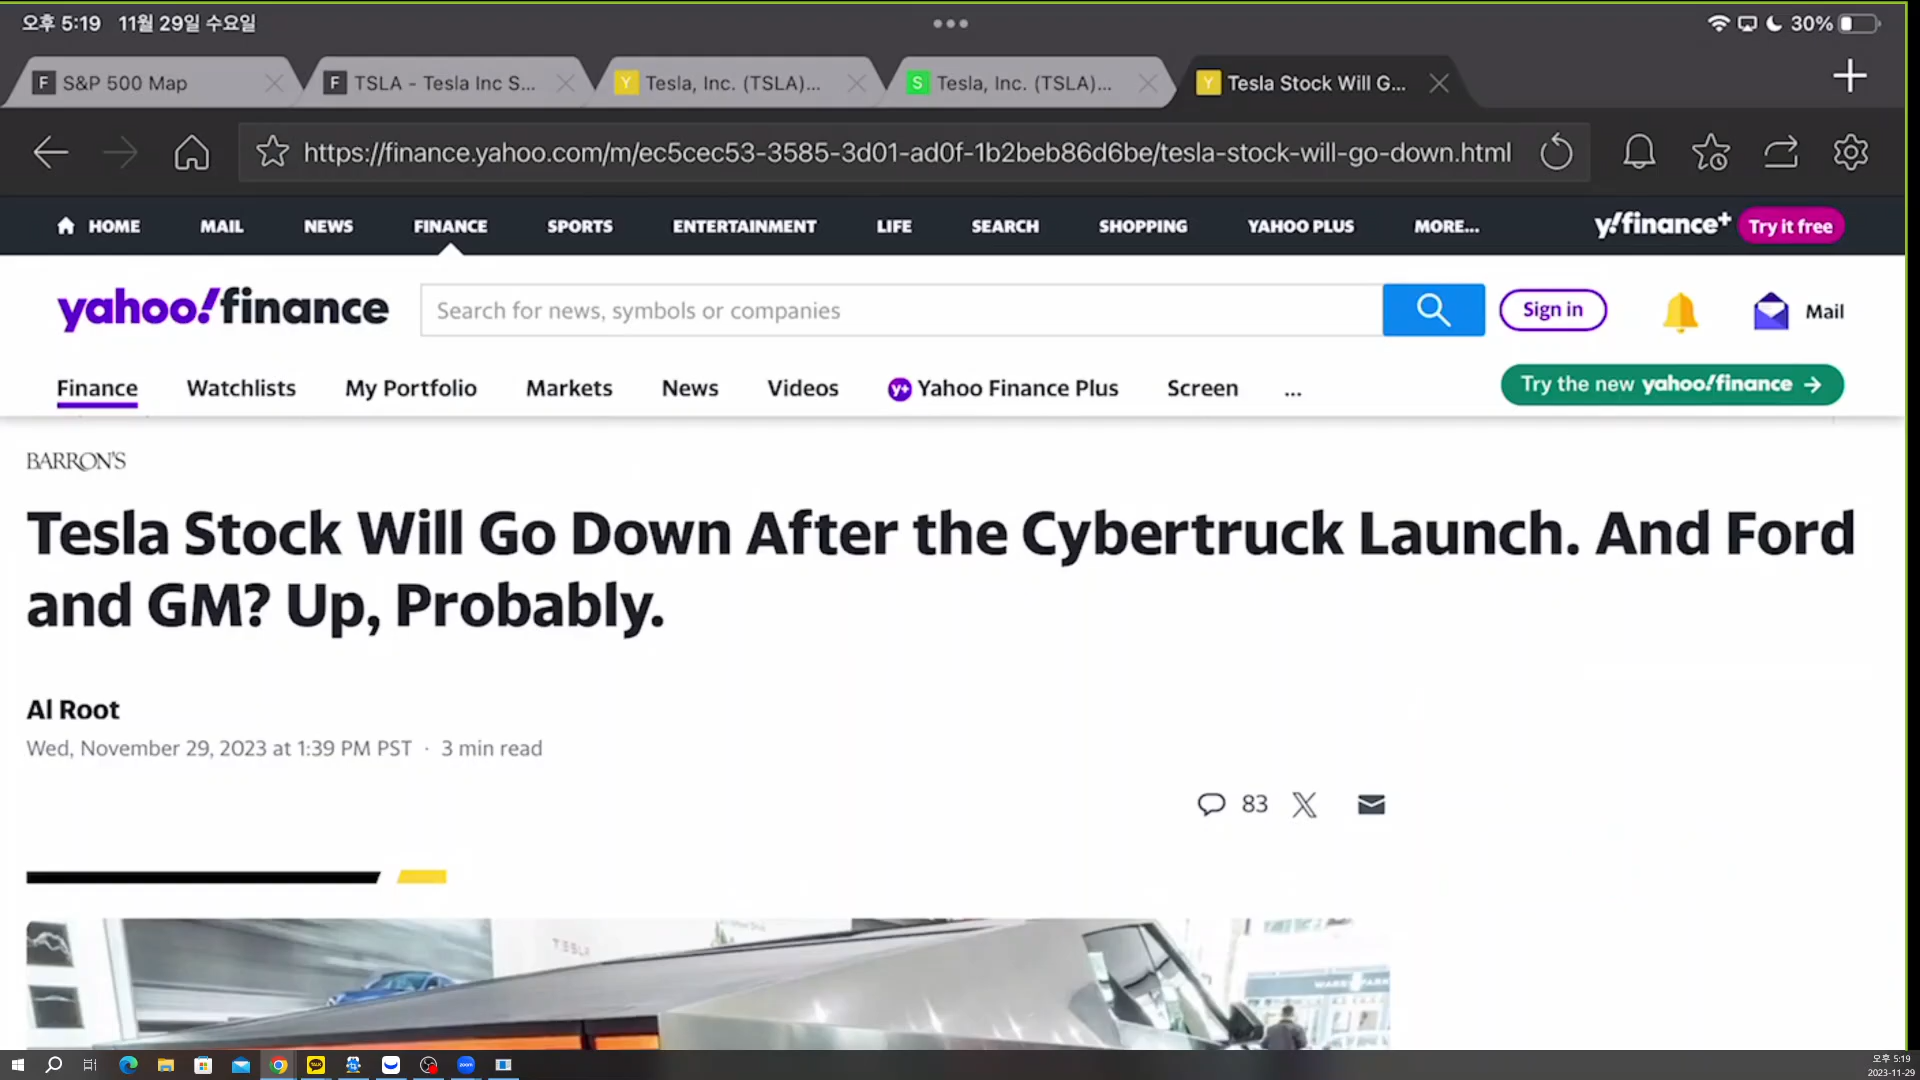 오후 5:19 11월 29일 수요일
30%
S&P 500 Map
TSLA - Tesla Inc S...
Tesla, Inc. (TSLA)...
Tesla, Inc. (TSLA)...
Tesla Stock Will G...
https://finance.yahoo.com/m/ec5cec53-3585-3d01-ad0f-1b2beb86d6be/tesla-stock-will-go-down.html
HOME MAIL NEWS FINANCE SPORTS ENTERTAINMENT LIFE SEARCH SHOPPING YAHOO PLUS MORE... y!finance+ Try it free
yahoo!finance
Search for news, symbols or companies
Sign in
Mail
Finance Watchlists My Portfolio Markets News Videos y+ Yahoo Finance Plus Screen ...
Try the new yahoo!finance →
BARRON'S
Tesla Stock Will Go Down After the Cybertruck Launch. And Ford
and GM? Up, Probably.
Al Root
Wed, November 29, 2023 at 1:39 PM PST · 3 min read
83
TESLA
오후 5:19
2023-11-29